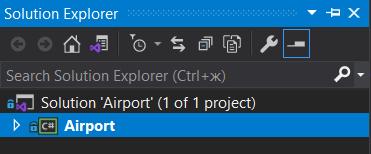 Solution Explorer
Search Solution Explorer (Ctrl+ж)
Solution 'Airport' (1 of 1 project)
C# Airport